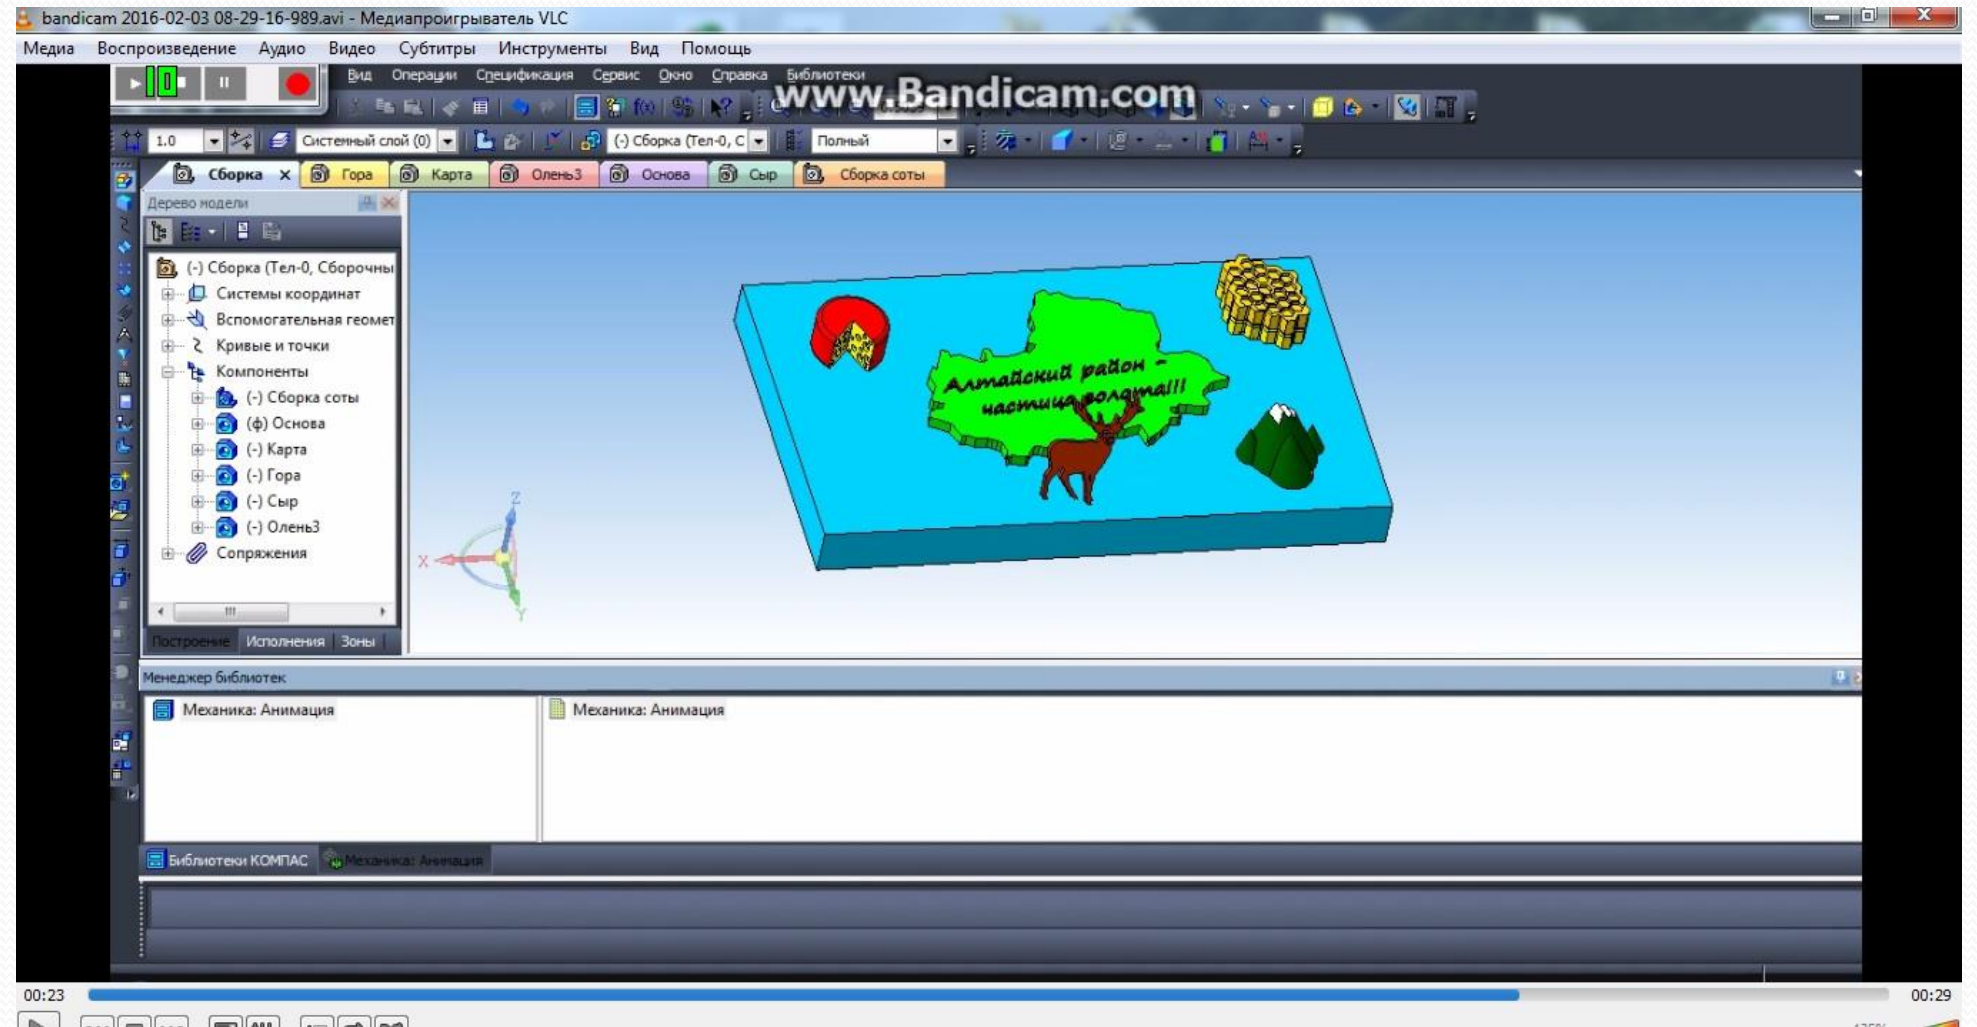 bandicam 2016-02-03 08-29-16-989.avi - Медиапроигрыватель VLC
Медиа Воспроизведение Аудио Видео Субтитры Инструменты Вид Помощь
Вид Операции Спецификация Сервис Окно Справка Библиотеки
www.Bandicam.com
1.0 Системный слой (0) (-) Сборка (Тел-0, С Полный
Сборка Гора Карта Олень3 Основа Сыр Сборка соты
Дерево модели
(-) Сборка (Тел-0, Сборочны
Системы координат
Вспомогательная геомет
Кривые и точки
Компоненты
(-) Сборка соты
(ф) Основа
(-) Карта
(-) Гора
(-) Сыр
(-) Олень3
Сопряжения
Построение Исполнения Зоны
Алтайский район -
частица золота!!!
Z
X
Y
Менеджер библиотек
Механика: Анимация Механика: Анимация
Библиотеки КОМПАС Механика: Анимация
00:23 00:29